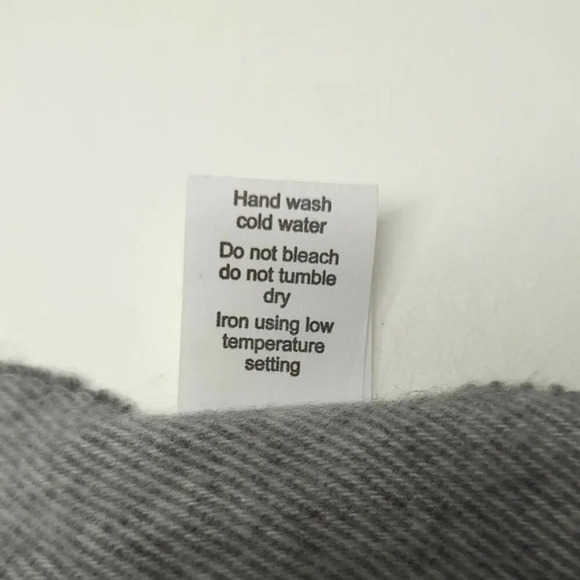 Hand wash
cold water
Do not bleach
do not tumble
dry
Iron using low
temperature
setting